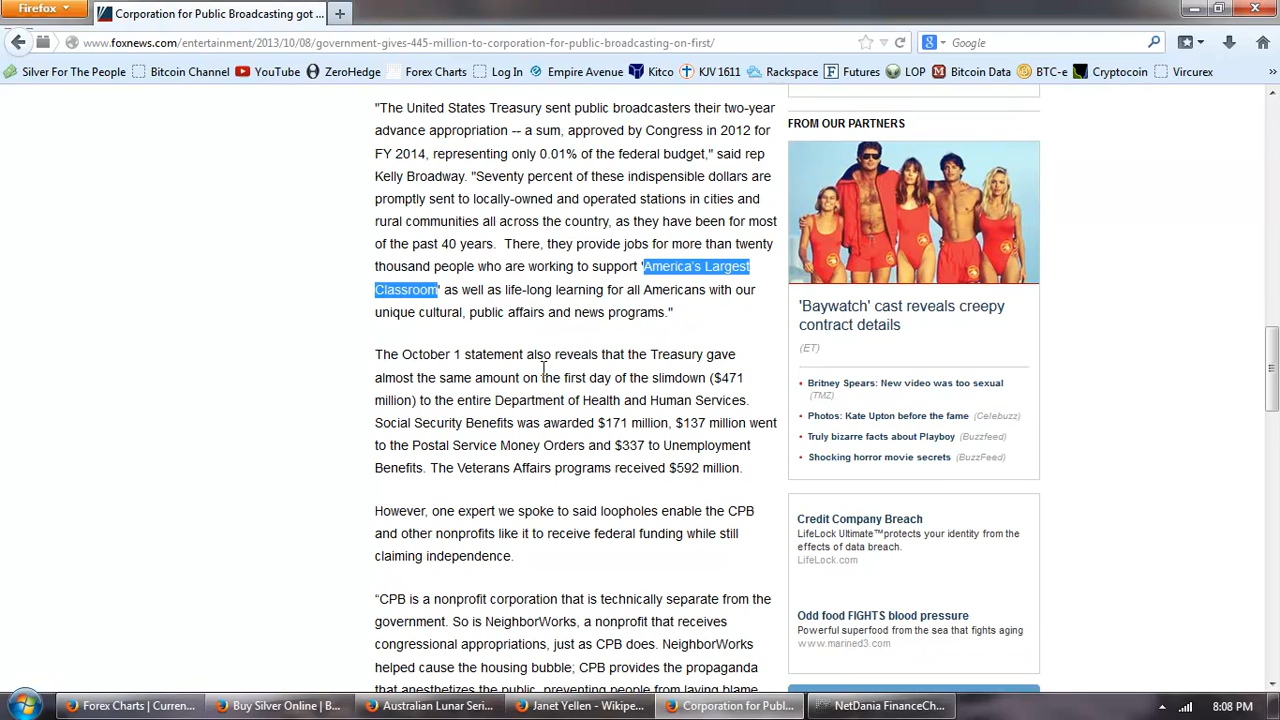 Firefox
Corporation for Public Broadcasting got ...
www.foxnews.com/entertainment/2013/10/08/government-gives-445-million-to-corporation-for-public-broadcasting-on-first/
Google
Silver For The People
Bitcoin Channel
YouTube
ZeroHedge
Forex Charts
Log In
Empire Avenue
Kitco
KJV 1611
Rackspace
Futures
LOP
Bitcoin Data
BTC-e
Cryptocoin
Vircurex
"The United States Treasury sent public broadcasters their two-year
advance appropriation -- a sum, approved by Congress in 2012 for
FY 2014, representing only 0.01% of the federal budget," said rep
Kelly Broadway. "Seventy percent of these indispensible dollars are
promptly sent to locally-owned and operated stations in cities and
rural communities all across the country, as they have been for most
of the past 40 years.  There, they provide jobs for more than twenty
thousand people who are working to support 'America's Largest
Classroom' as well as life-long learning for all Americans with our
unique cultural, public affairs and news programs."
The October 1 statement also reveals that the Treasury gave
almost the same amount on the first day of the slimdown ($471
million) to the entire Department of Health and Human Services.
Social Security Benefits was awarded $171 million, $137 million went
to the Postal Service Money Orders and $337 to Unemployment
Benefits. The Veterans Affairs programs received $592 million.
However, one expert we spoke to said loopholes enable the CPB
and other nonprofits like it to receive federal funding while still
claiming independence.
“CPB is a nonprofit corporation that is technically separate from the
government. So is NeighborWorks, a nonprofit that receives
congressional appropriations, just as CPB does. NeighborWorks
helped cause the housing bubble; CPB provides the propaganda
that anesthetizes the public, preventing people from laying blame
FROM OUR PARTNERS
'Baywatch' cast reveals creepy
contract details
(ET)
Britney Spears: New video was too sexual
(TMZ)
Photos: Kate Upton before the fame (Celebuzz)
Truly bizarre facts about Playboy (Buzzfeed)
Shocking horror movie secrets (BuzzFeed)
Credit Company Breach
LifeLock Ultimate™protects your identity from the
effects of data breach.
LifeLock.com
Odd food FIGHTS blood pressure
Powerful superfood from the sea that fights aging
www.marined3.com
Forex Charts | Curren...
Buy Silver Online | B...
Australian Lunar Seri...
Janet Yellen - Wikipe...
Corporation for Publ...
NetDania FinanceCh...
8:08 PM